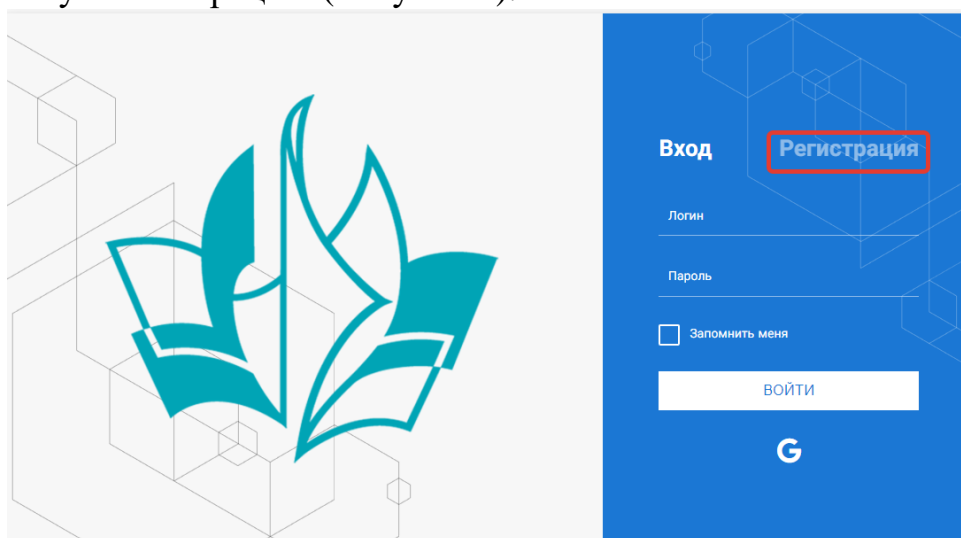 Вход Регистрация
Логин
Пароль
Запомнить меня
ВОЙТИ
G